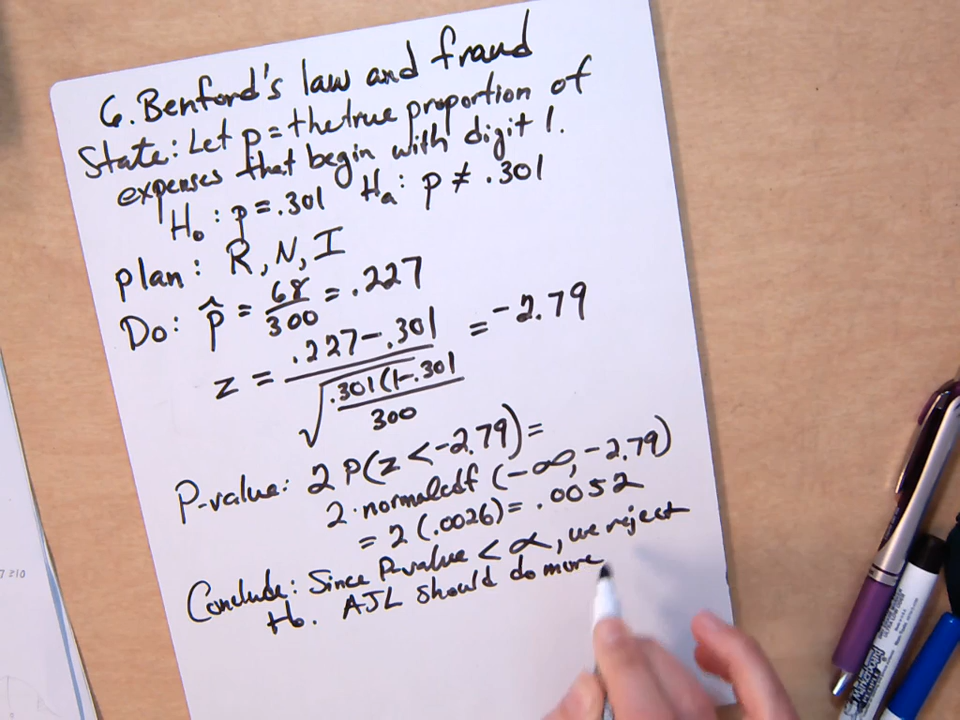 6. Benford's law and fraud
State: Let p = the true proportion of
expenses that begin with digit 1.
H₀: p = .301 Hₐ: p ≠ .301
plan: R, N, I
Do: p̂ = 68/300 = .227
z = (.227 - .301) / √(.301(1-.301 / 300) = -2.79
P-value: 2 P(z < -2.79) =
2·normalcdf (-∞, -2.79)
= 2 (.0026) = .0052
Conclude: Since P-value < α, we reject
H₀. AJL should do more